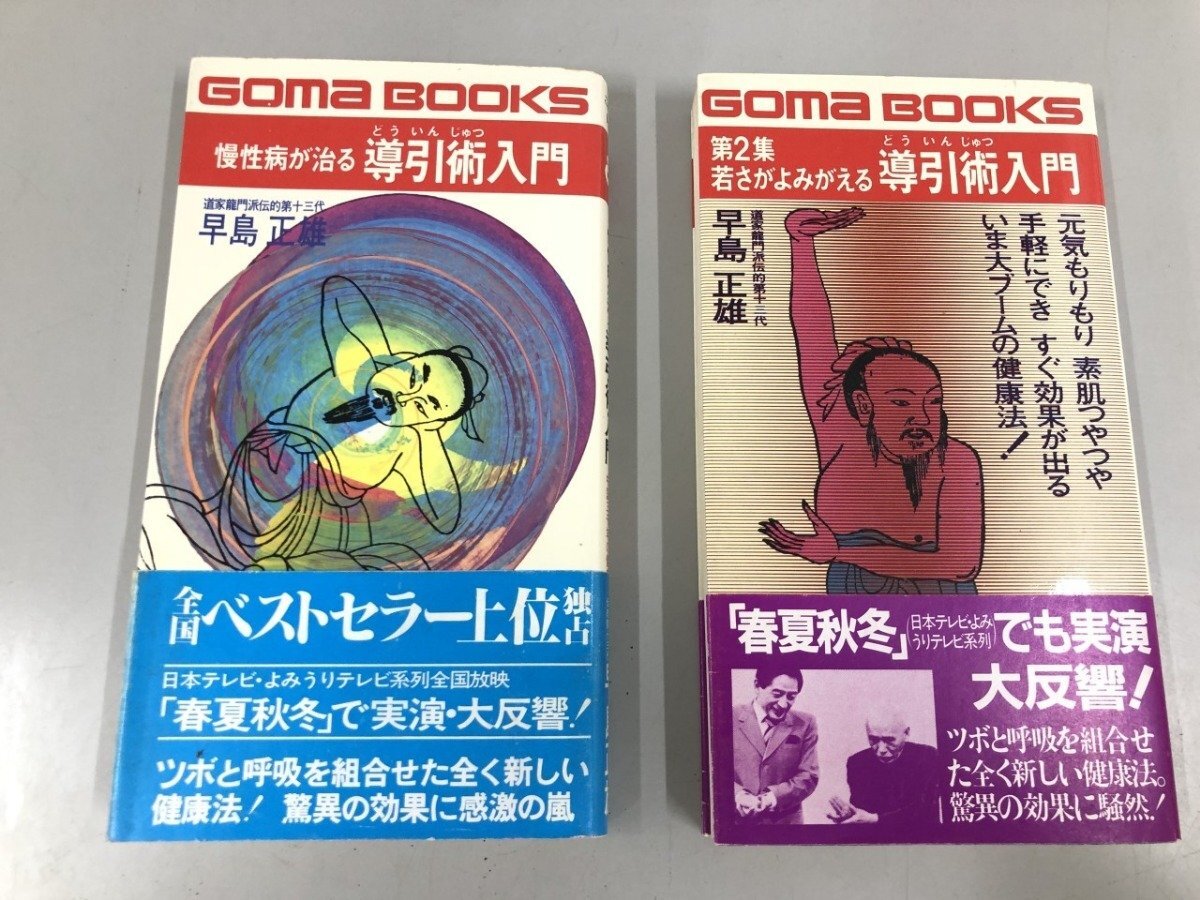 GOMA BOOKS
どういんじゅつ
慢性病が治る 導引術入門
道家龍門派伝的第十三代
早島 正雄
全国ベストセラー上位独占
日本テレビ・よみうりテレビ系列全国放映
「春夏秋冬」で実演・大反響!
ツボと呼吸を組合せた全く新しい
健康法! 驚異の効果に感激の嵐
GOMA BOOKS
第2集
どういんじゅつ
若さがよみがえる 導引術入門
元気もりもり 素肌つやつや
手軽にでき すぐ効果が出る
いま大ブームの健康法!
道家龍門派伝的第十三代
早島 正雄
「春夏秋冬」(日本テレビ・よみうりテレビ系列)でも実演
大反響!
ツボと呼吸を組合せ
た全く新しい健康法。
驚異の効果に騒然!